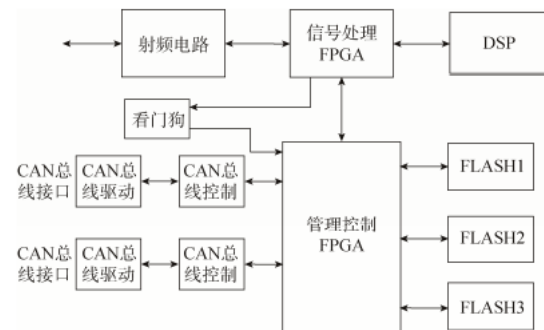 射频电路
信号处理
FPGA
DSP
看门狗
CAN总
线接口
CAN总
线驱动
CAN总
线控制
管理控制
FPGA
FLASH1
FLASH2
CAN总
线接口
CAN总
线驱动
CAN总
线控制
FLASH3